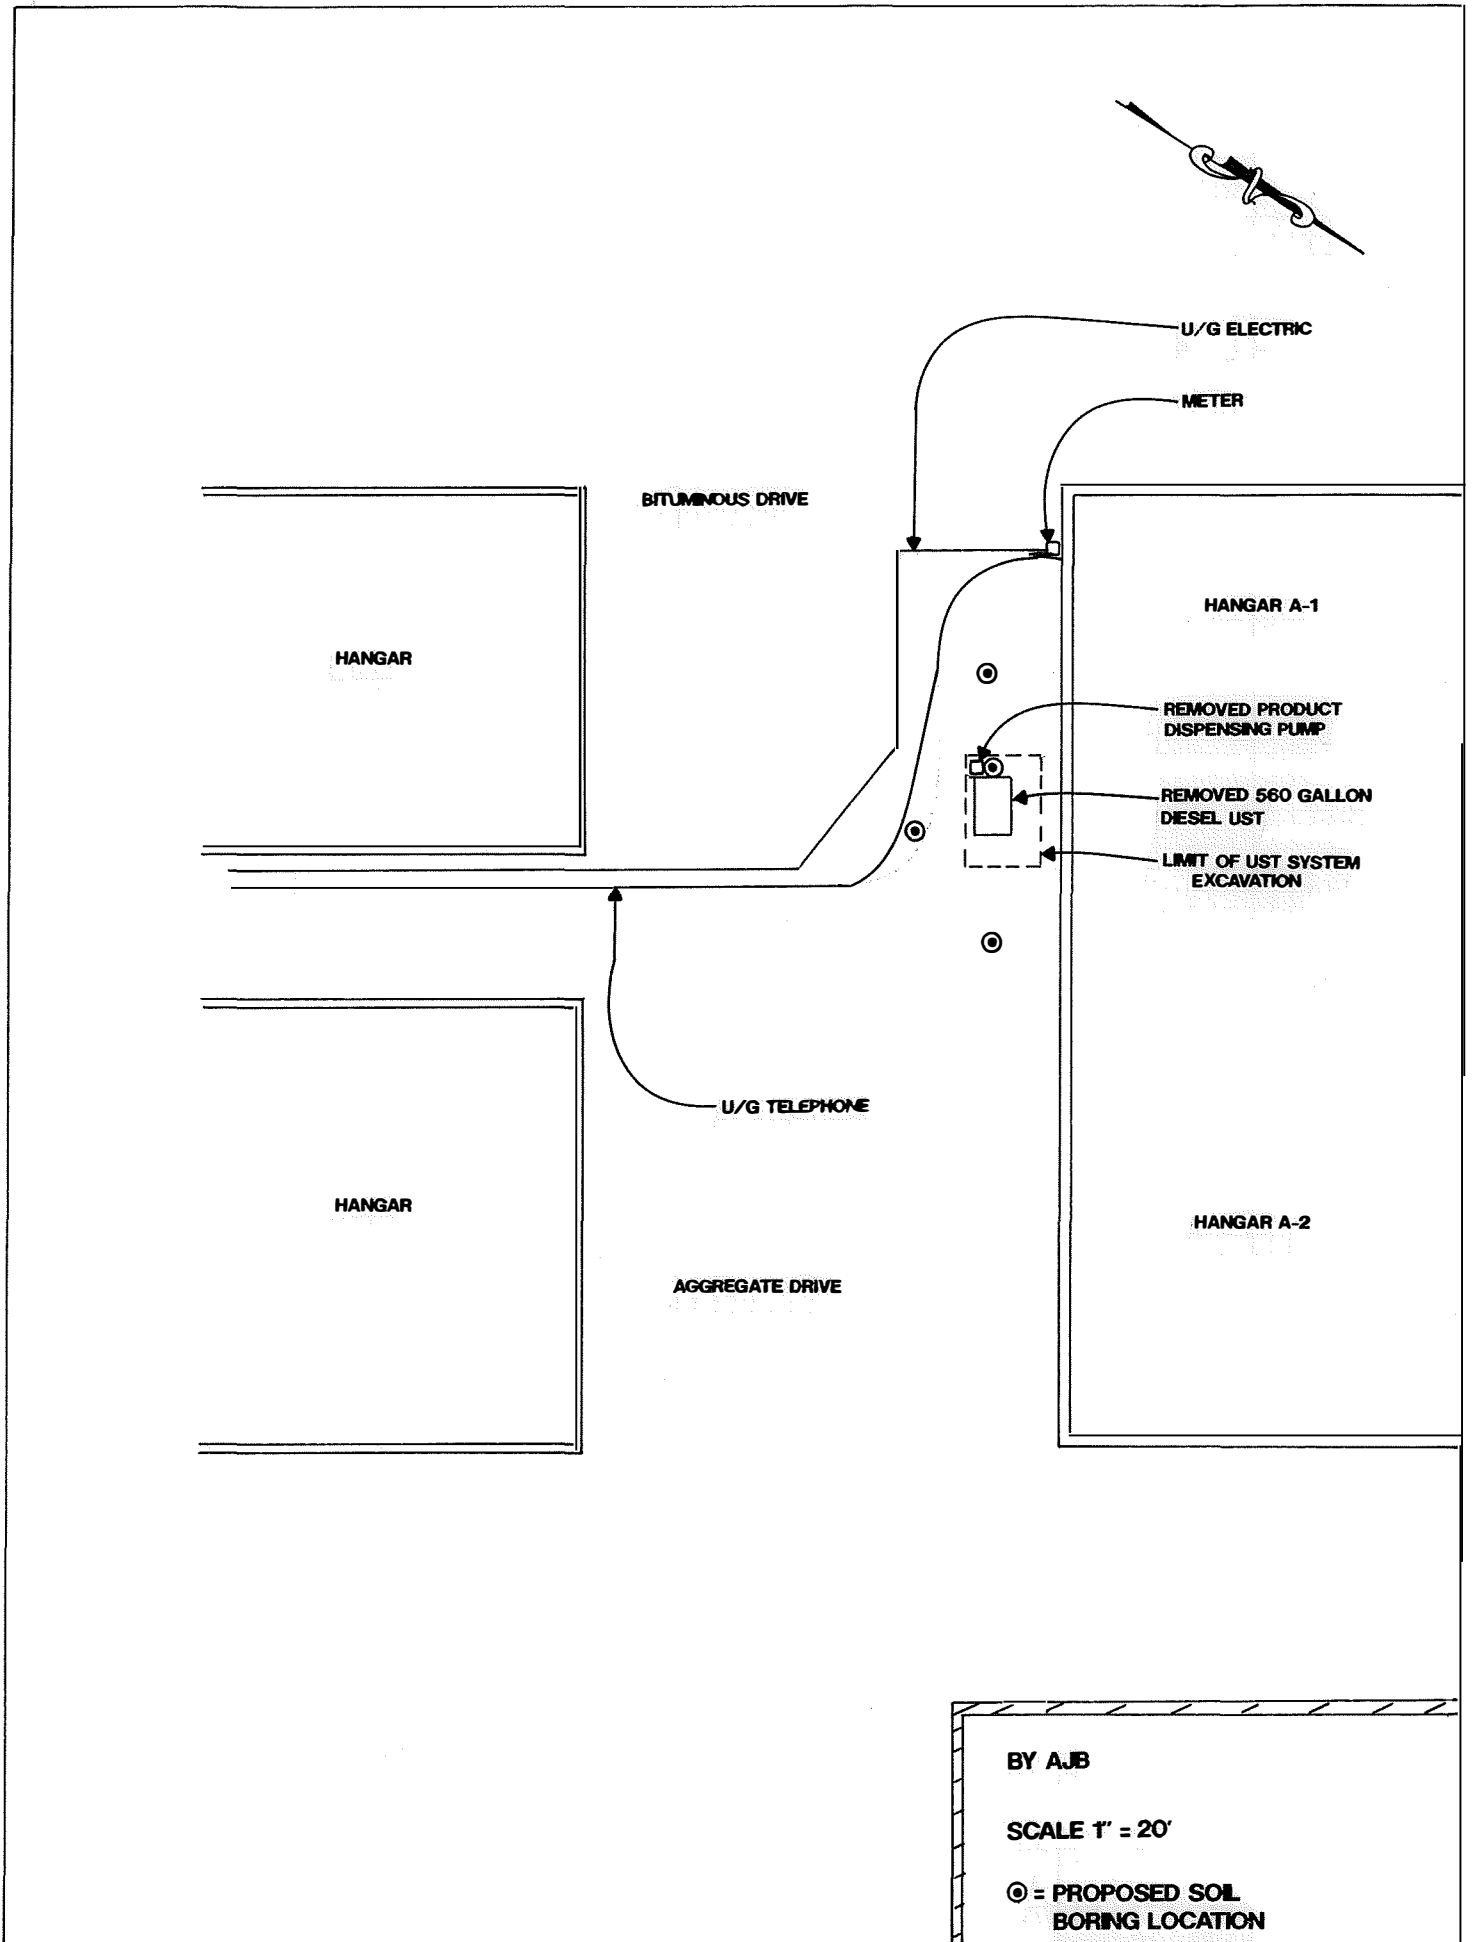 U/G ELECTRIC
METER
BITUMINOUS DRIVE
HANGAR A-1
HANGAR
REMOVED PRODUCT
DISPENSING PUMP
REMOVED 560 GALLON
DIESEL UST
LIMIT OF UST SYSTEM
EXCAVATION
U/G TELEPHONE
HANGAR
HANGAR A-2
AGGREGATE DRIVE
BY AJB
SCALE 1" = 20'
= PROPOSED SOIL
BORING LOCATION